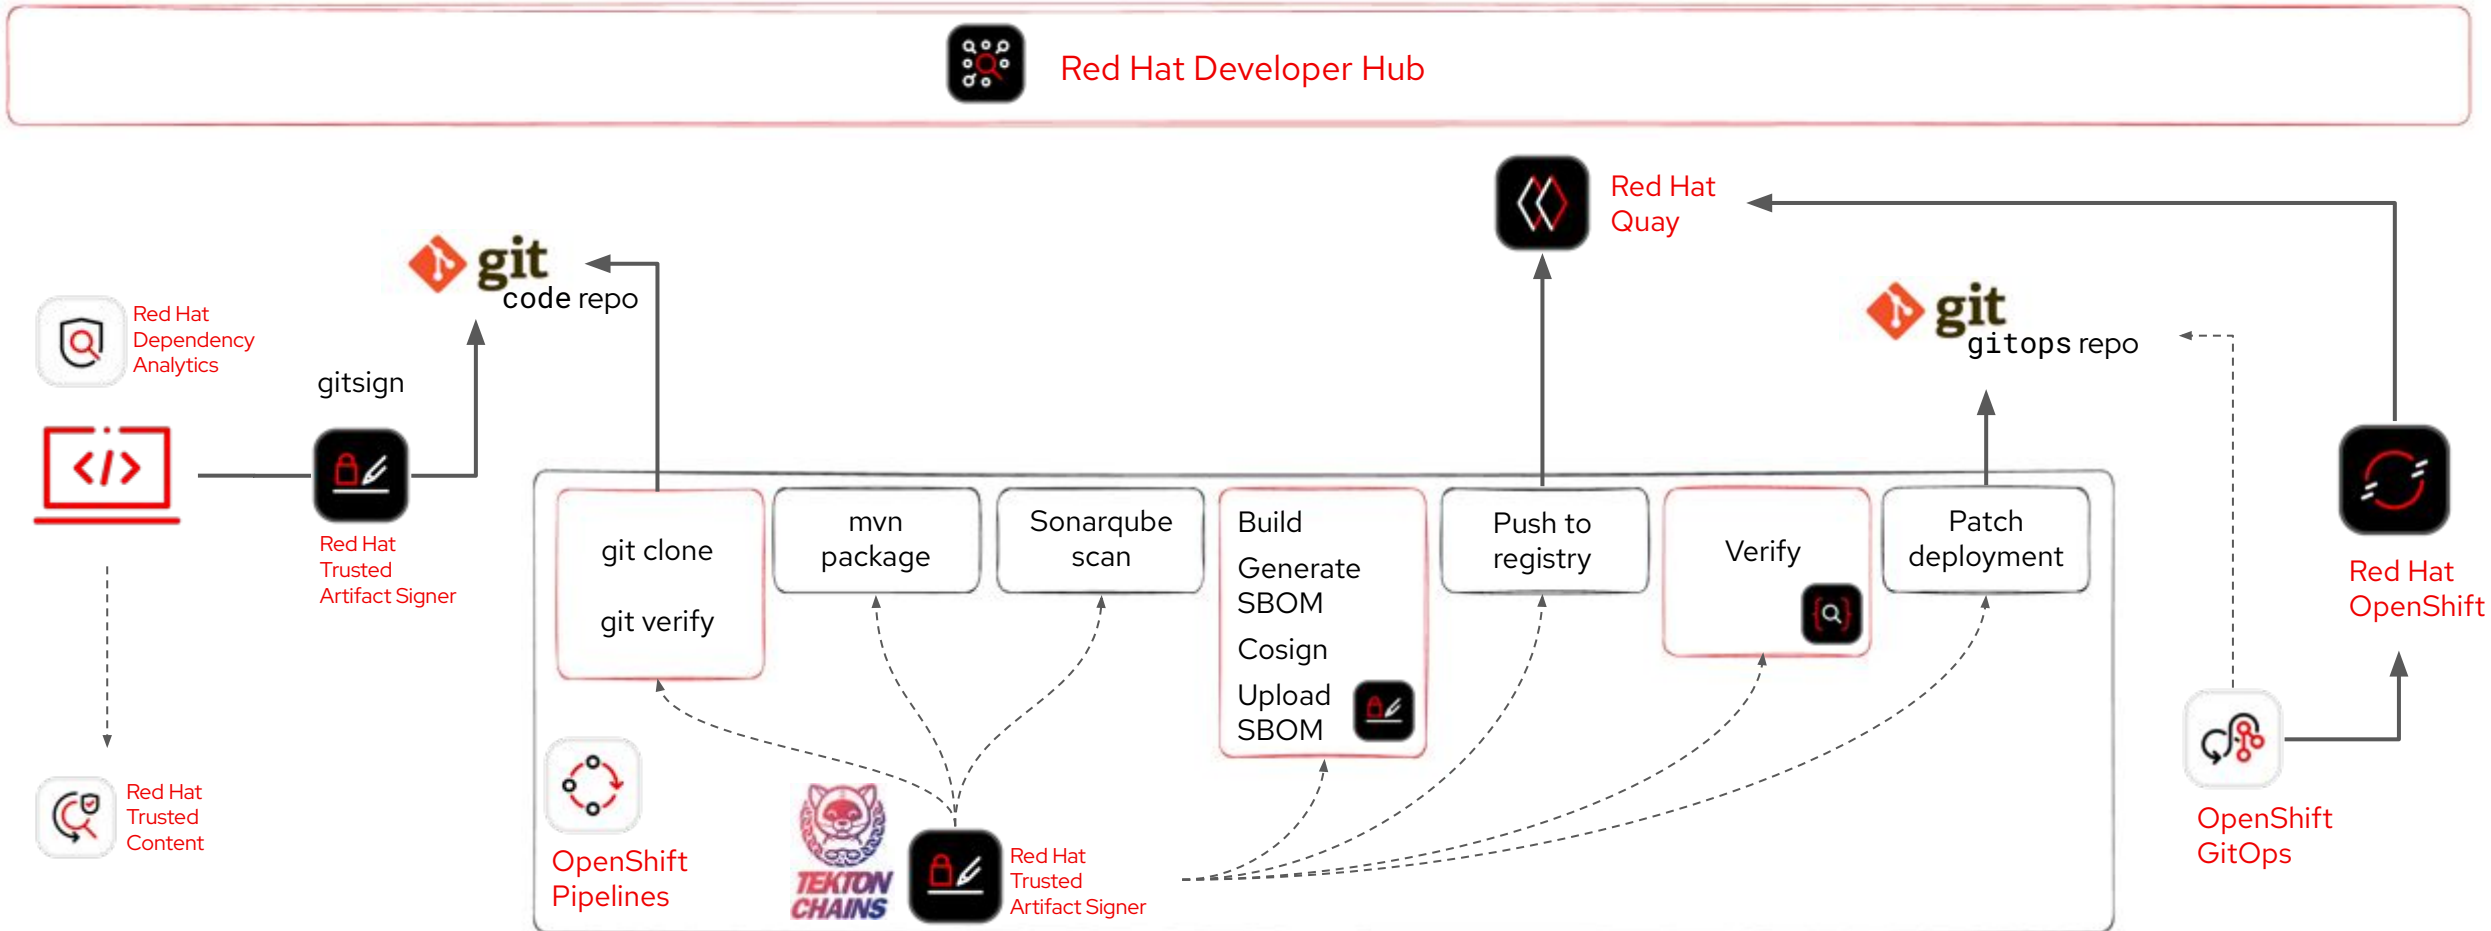 Red Hat Developer Hub
Red Hat
Quay
git
code repo
git
gitops repo
Red Hat
Dependency
Analytics
gitsign
</>
Red Hat
Trusted
Artifact Signer
Red Hat
Trusted
Content
git clone
git verify
mvn
package
Sonarqube
scan
Build
Generate
SBOM
Cosign
Upload
SBOM
Push to
registry
Verify
Patch
deployment
OpenShift
Pipelines
TEKTON
CHAINS
Red Hat
Trusted
Artifact Signer
Red Hat
OpenShift
OpenShift
GitOps